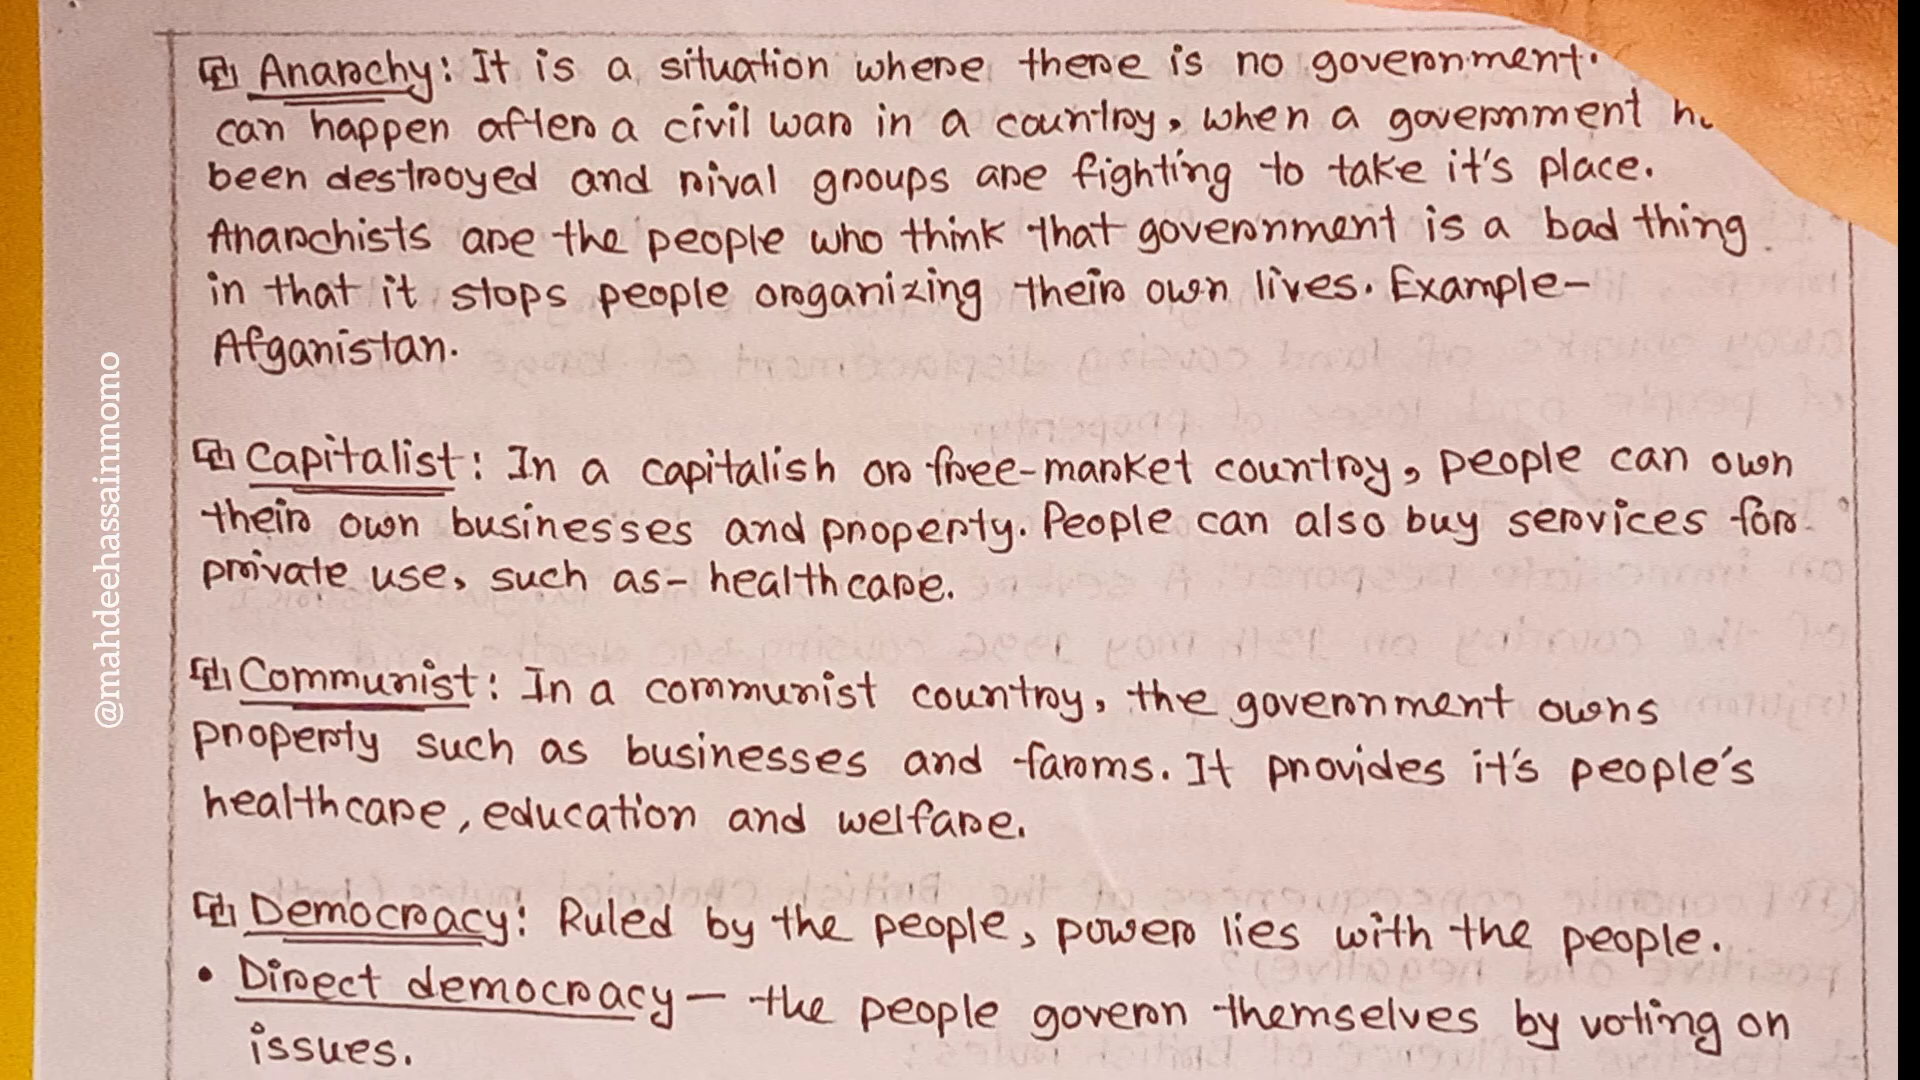 Anarchy: It is a situation where there is no government.
can happen after a civil war in a country, when a government
been destroyed and rival groups are fighting to take it's place.
Anarchists are the people who think that government is a bad thing
in that it stops people organizing their own lives. Example-
Afganistan.
Capitalist: In a capitalish or free-market country, people can own
their own businesses and property. People can also buy services for
private use, such as- healthcare.
Communist: In a communist country, the government owns
property such as businesses and farms. It provides it's people's
healthcare, education and welfare.
Democracy: Ruled by the people, power lies with the people.
• Direct democracy - the people govern themselves by voting on
issues.
@mahdeehassainmomo